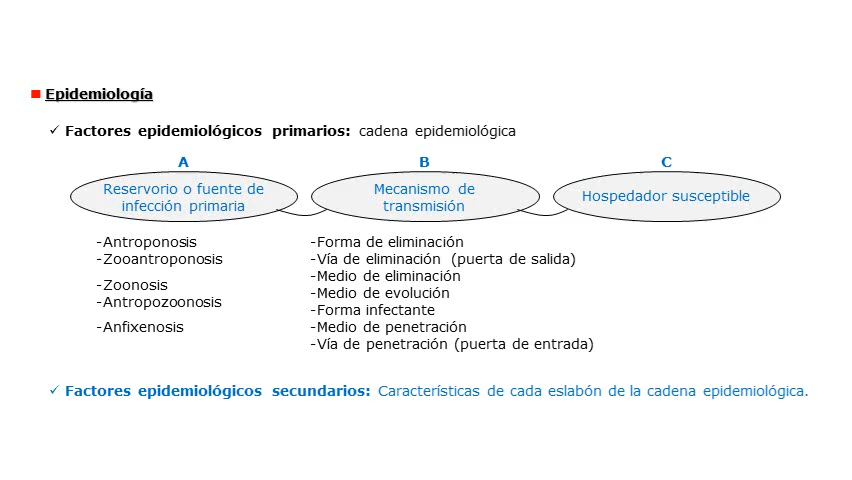 Epidemiología
Factores epidemiológicos primarios: cadena epidemiológica
A
Reservorio o fuente de
infección primaria
-Antroponosis
-Zooantroponosis
-Zoonosis
-Antropozoonosis
-Anfixenosis
B
Mecanismo de
transmisión
-Forma de eliminación
-Vía de eliminación (puerta de salida)
-Medio de eliminación
-Medio de evolución
-Forma infectante
-Medio de penetración
-Vía de penetración (puerta de entrada)
C
Hospedador susceptible
Factores epidemiológicos secundarios: Características de cada eslabón de la cadena epidemiológica.